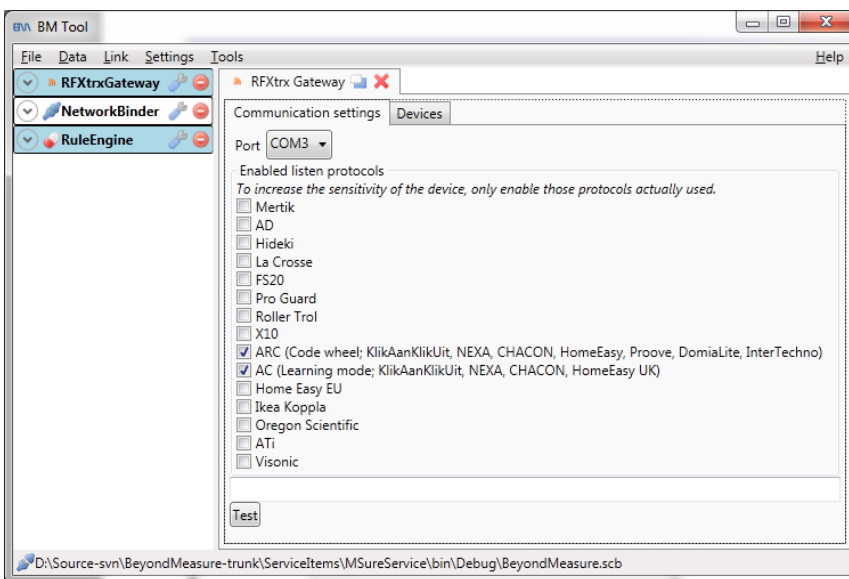 BM BM Tool
File Data Link Settings Tools Help
RFXtrxGateway
NetworkBinder
RuleEngine
RFXtrx Gateway
Communication settings Devices
Port COM3
Enabled listen protocols
To increase the sensitivity of the device, only enable those protocols actually used.
Mertik
AD
Hideki
La Crosse
FS20
Pro Guard
Roller Trol
X10
ARC (Code wheel; KlikAanKlikUit, NEXA, CHACON, HomeEasy, Proove, DomiaLite, InterTechno)
AC (Learning mode; KlikAanKlikUit, NEXA, CHACON, HomeEasy UK)
Home Easy EU
Ikea Koppla
Oregon Scientific
ATi
Visonic
Test
D:\Source-svn\BeyondMeasure-trunk\ServiceItems\MSureService\bin\Debug\BeyondMeasure.scb